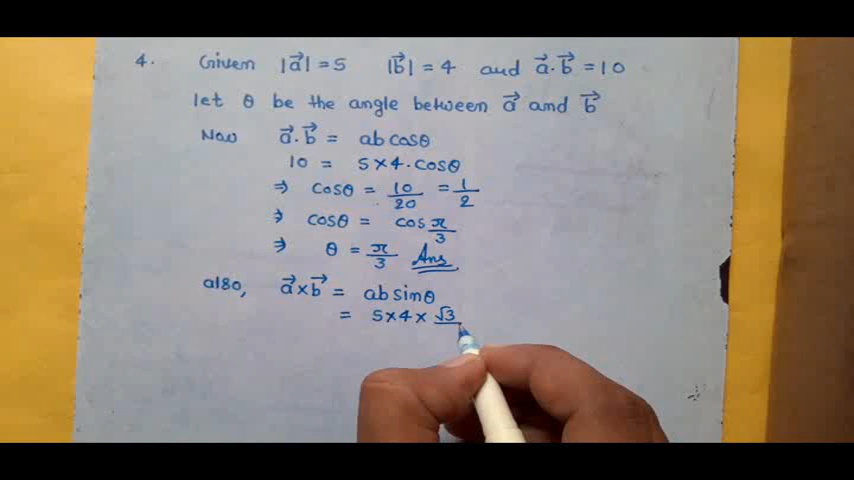 4. Given |a⃗| = 5 |b⃗| = 4 and a⃗.b⃗ = 10
let θ be the angle between a⃗ and b⃗
Now a⃗.b⃗ = ab cosθ
10 = 5×4.cosθ
⇒ cosθ = 10/20 = 1/2
⇒ cosθ = cos π/3
⇒ θ = π/3 Ans
also, a⃗×b⃗ = ab sinθ
= 5×4× √3